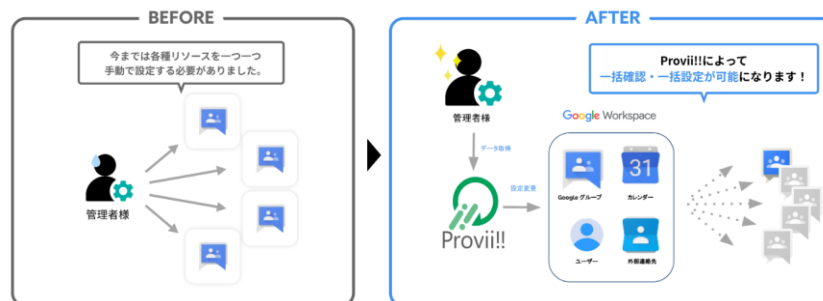 BEFORE
今までは各種リソースを一つ一つ
手動で設定する必要がありました。
管理者様
AFTER
Provii!!によって
一括確認・一括設定が可能になります！
管理者様
データ取得
Provii!!
設定変更
Google Workspace
Google グループ
31
カレンダー
ユーザー
外部連絡先